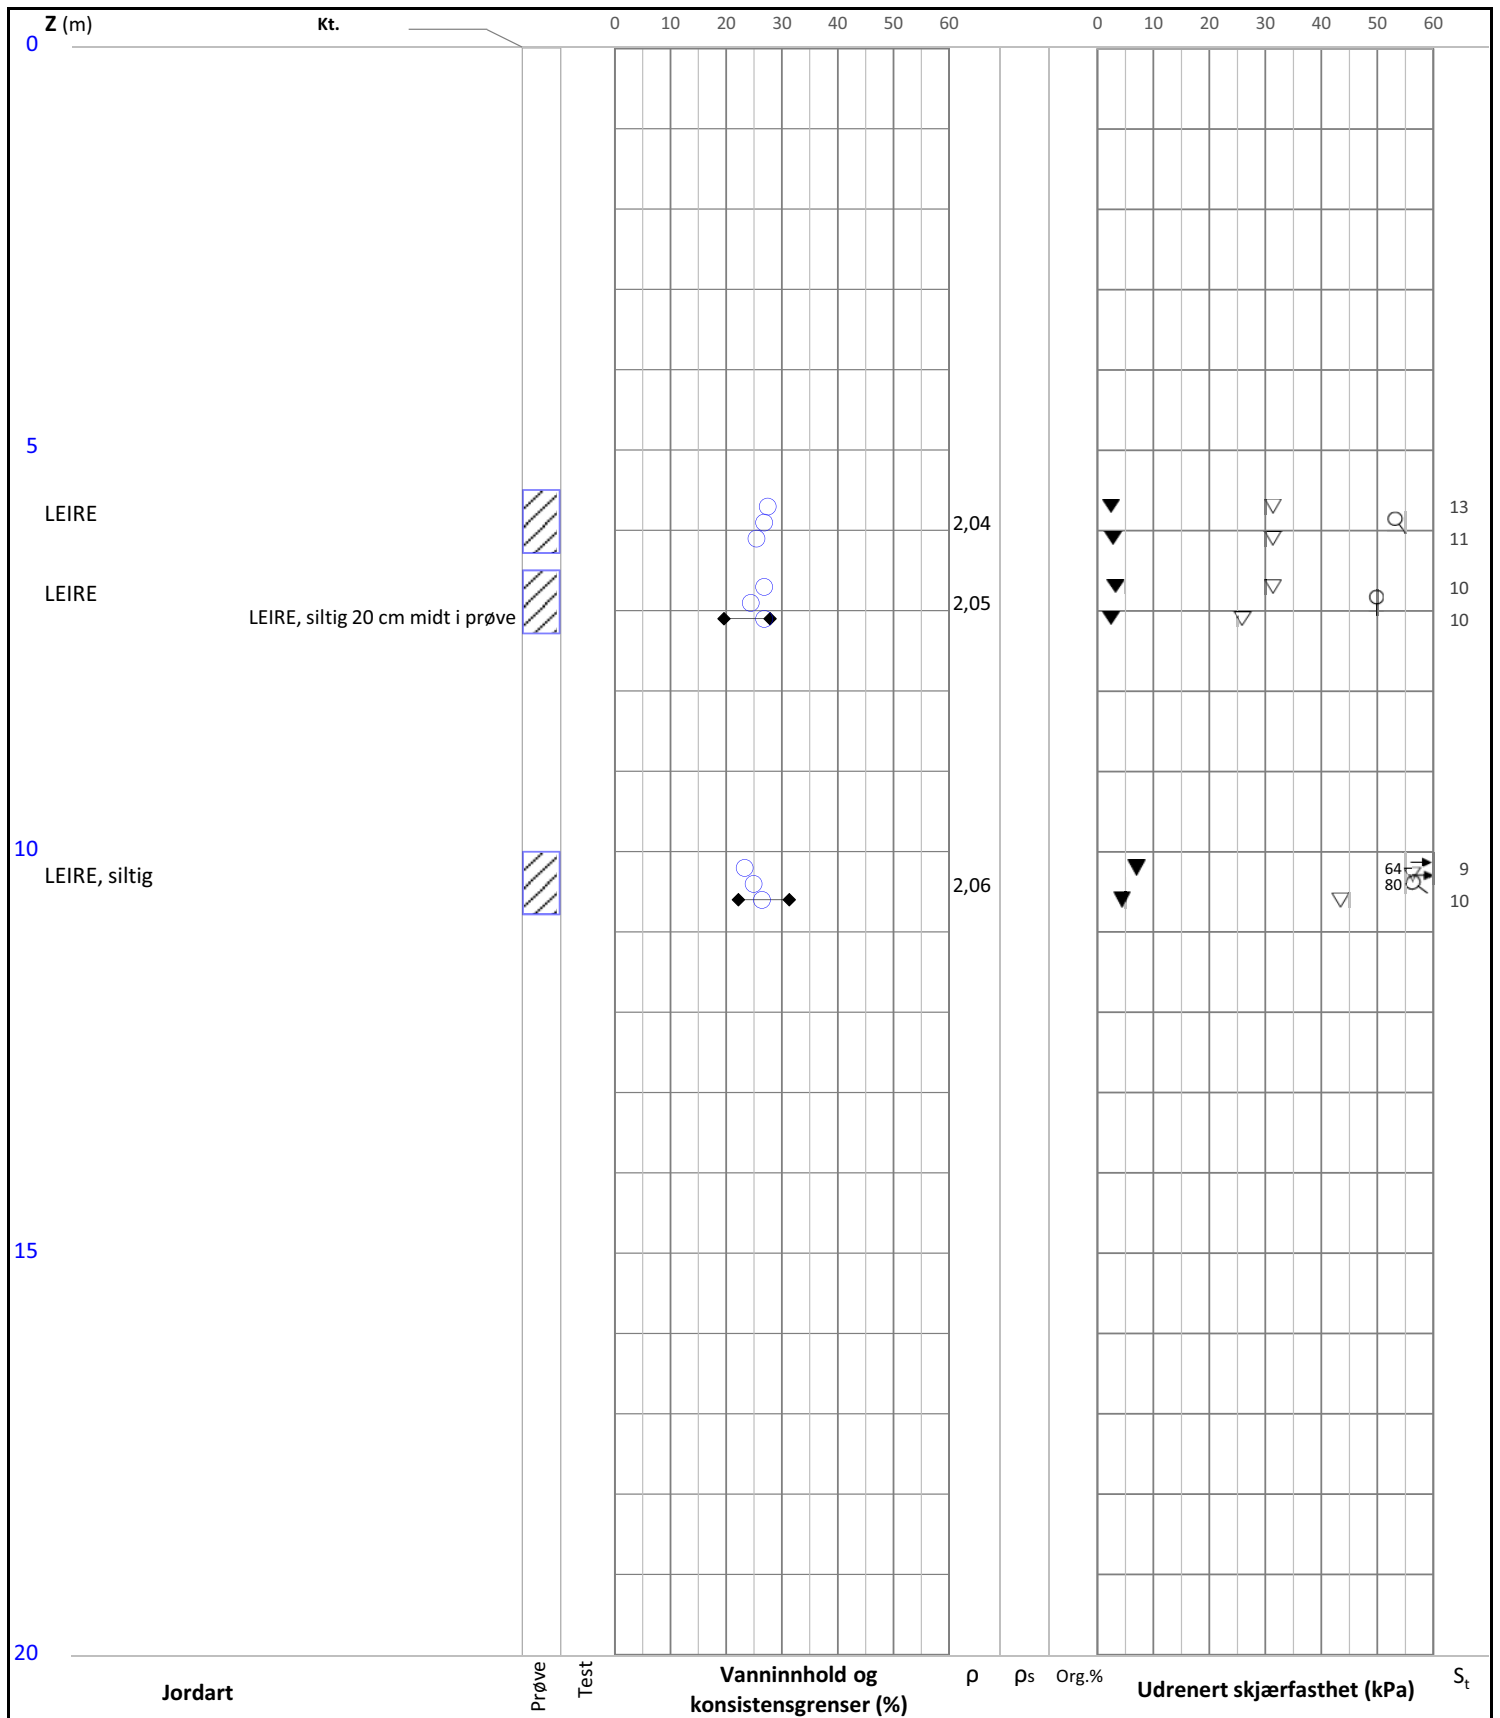 Z (m) Kt. 0 10 20 30 40 50 60 0 10 20 30 40 50 60
0
5
LEIRE 13
2,04
11
LEIRE 10
2,05
LEIRE, siltig 20 cm midt i prøve 10
10
64 9
LEIRE, siltig
80 2,06
10
15
20
Jordart Prøve Test Vanninnhold og ρ ρs Org.% Udrenert skjærfasthet (kPa) St
konsistensgrenser (%)